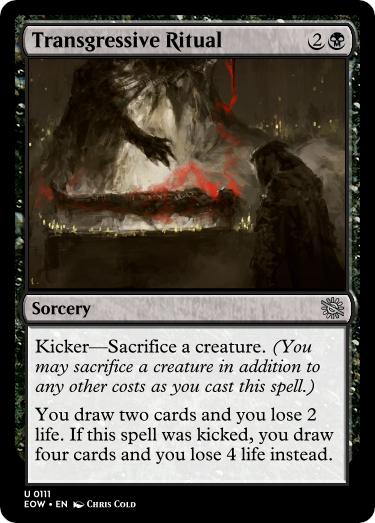 Transgressive Ritual 2
Sorcery
Kicker—Sacrifice a creature. (You
may sacrifice a creature in addition to
any other costs as you cast this spell.)
You draw two cards and you lose 2
life. If this spell was kicked, you draw
four cards and you lose 4 life instead.
U 0111
EOW • EN Chris Cold